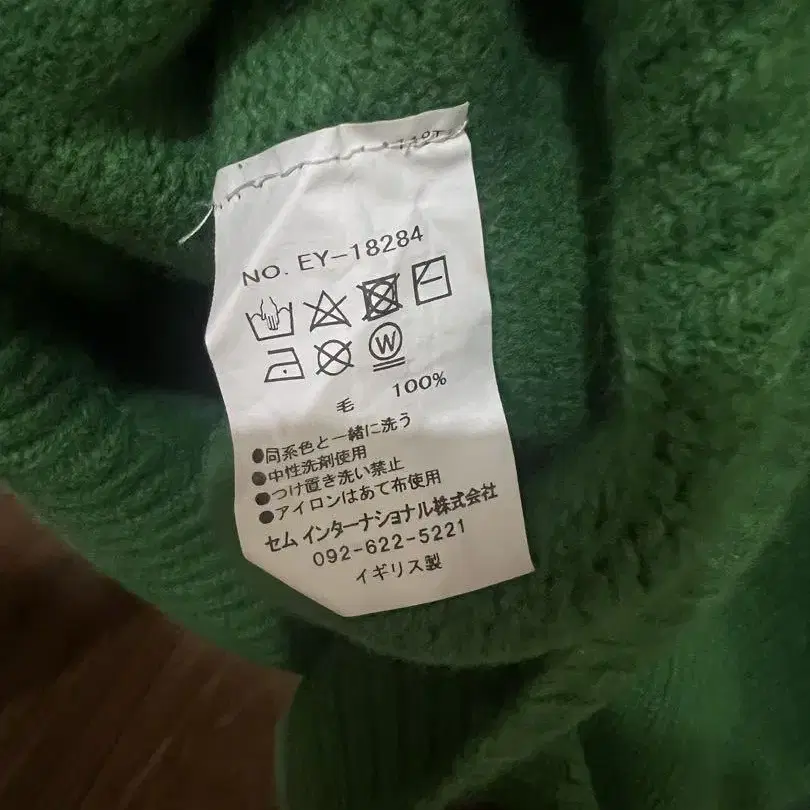 NO. EY-18284
W
毛 100%
●同系色と一緒に洗う
●中性洗剤使用
●つけ置き洗い禁止
●アイロンはあて布使用
セム インターナショナル株式会社
092-622-5221
イギリス製